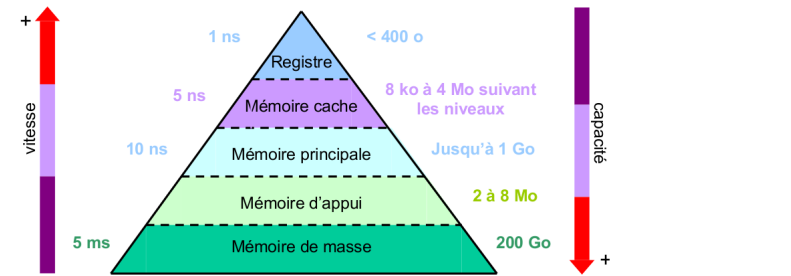 +
1 ns
< 400 o
Registre
5 ns
Mémoire cache
8 ko à 4 Mo suivant
les niveaux
vitesse
capacité
10 ns
Mémoire principale
Jusqu'à 1 Go
Mémoire d'appui
2 à 8 Mo
5 ms
Mémoire de masse
200 Go
+